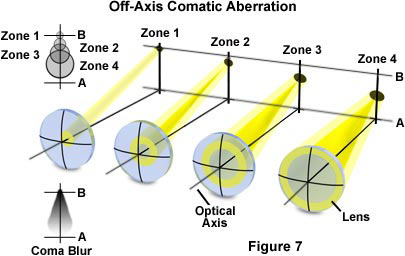 Off-Axis Comatic Aberration
Zone 1
Zone 2
Zone 3
Zone 4
B
A
Zone 1
Zone 2
Zone 3
Zone 4
B
A
Optical
Axis
Lens
B
A
Coma Blur
Figure 7